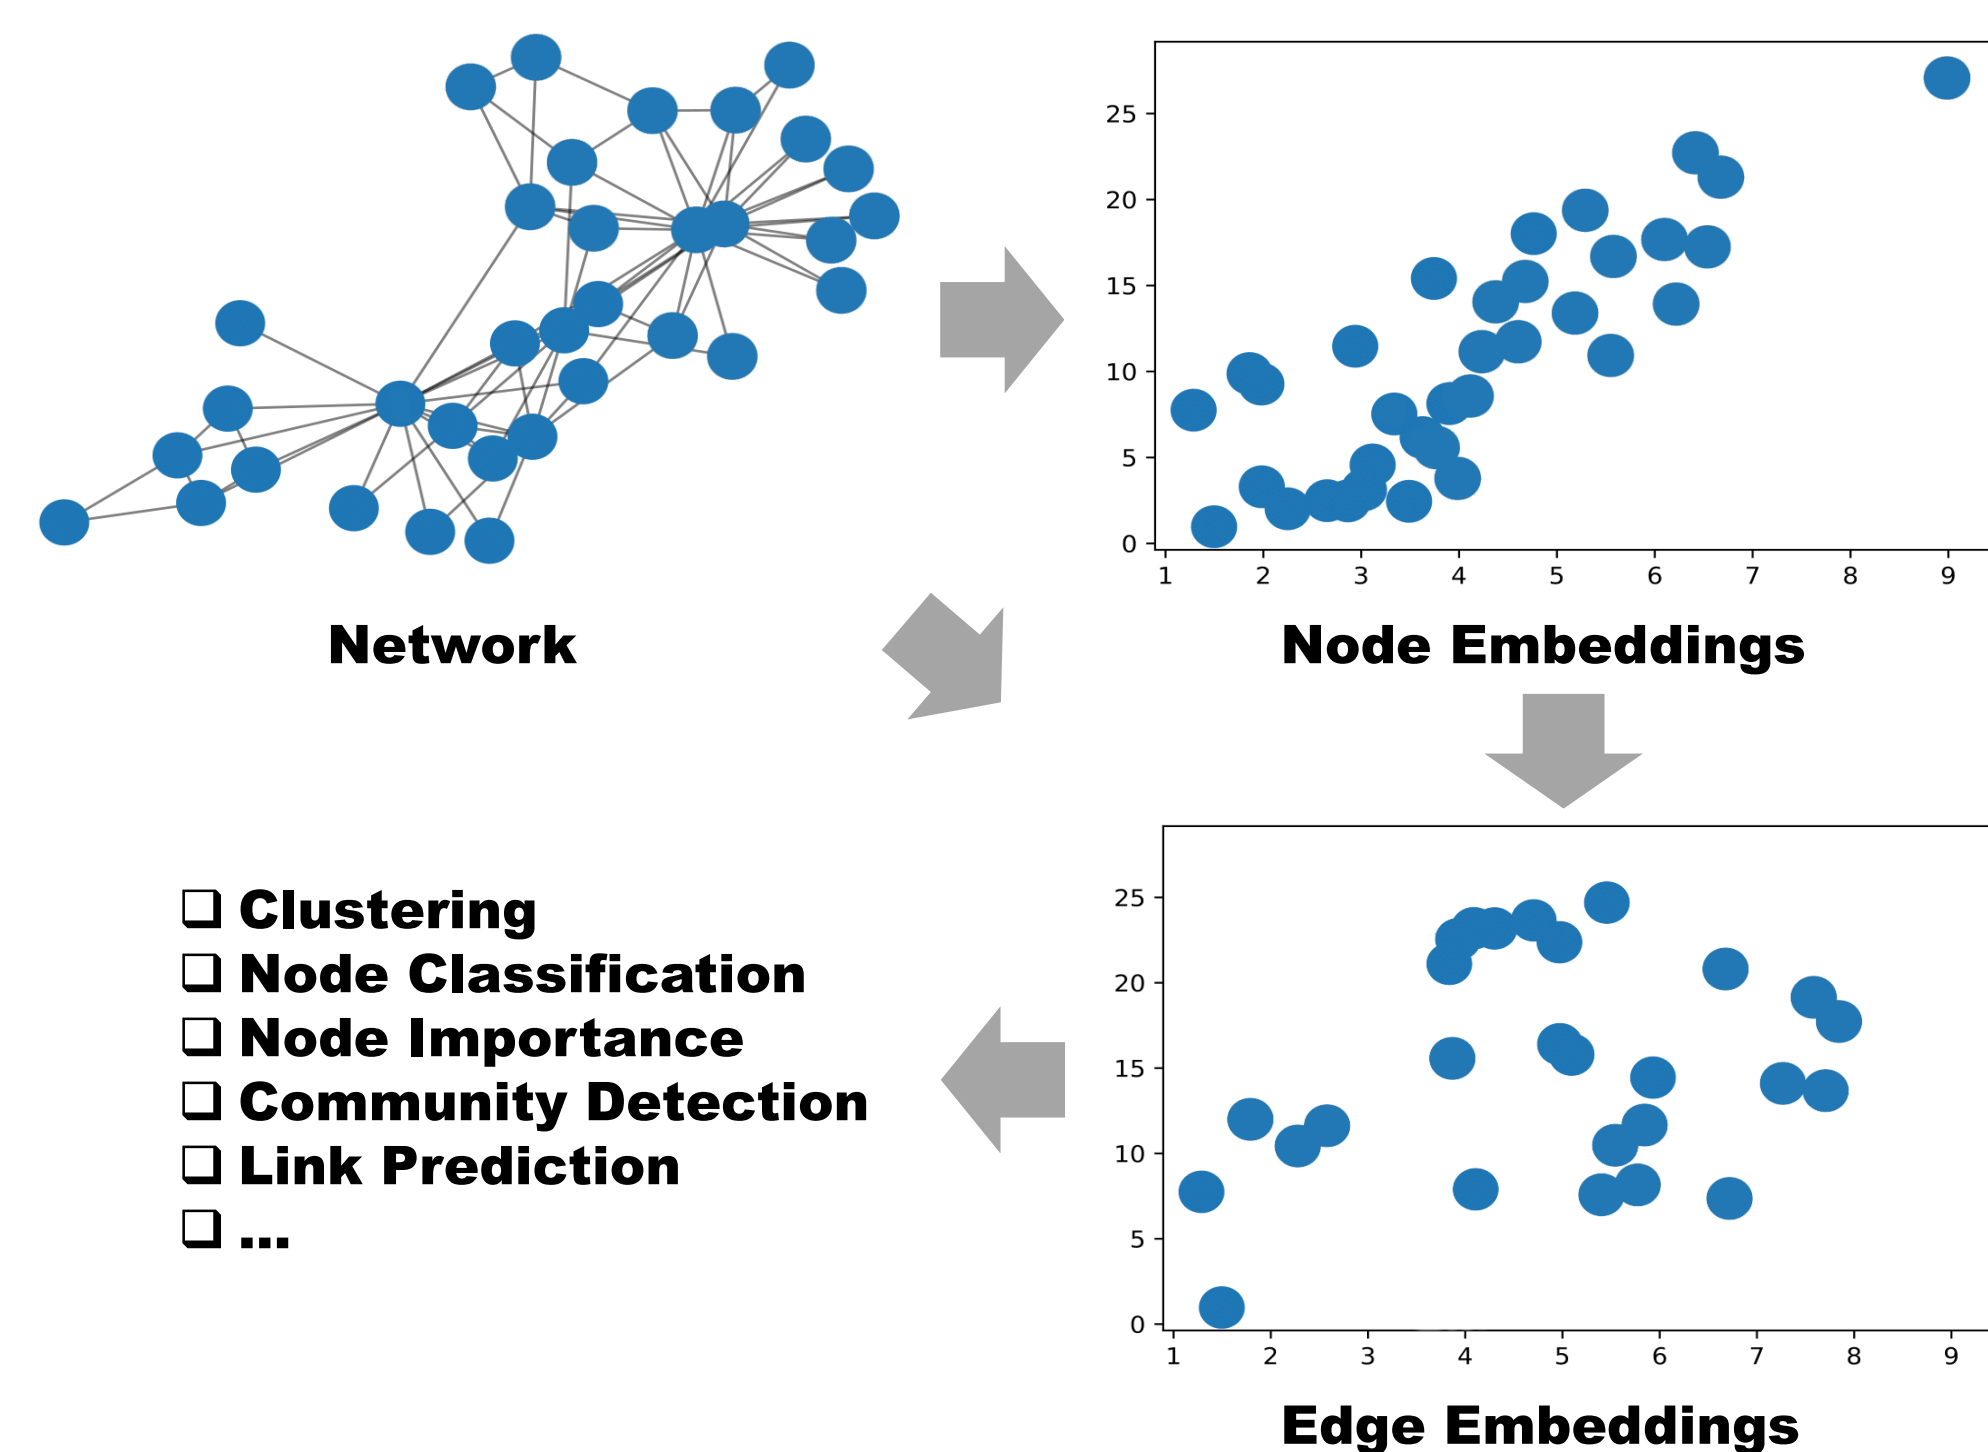 25
20
15
10
5
0
1 2 3 4 5 6 7 8 9
Network
Node Embeddings
❑ Clustering
❑ Node Classification
❑ Node Importance
❑ Community Detection
❑ Link Prediction
❑ ...
25
20
15
10
5
0
1 2 3 4 5 6 7 8 9
Edge Embeddings